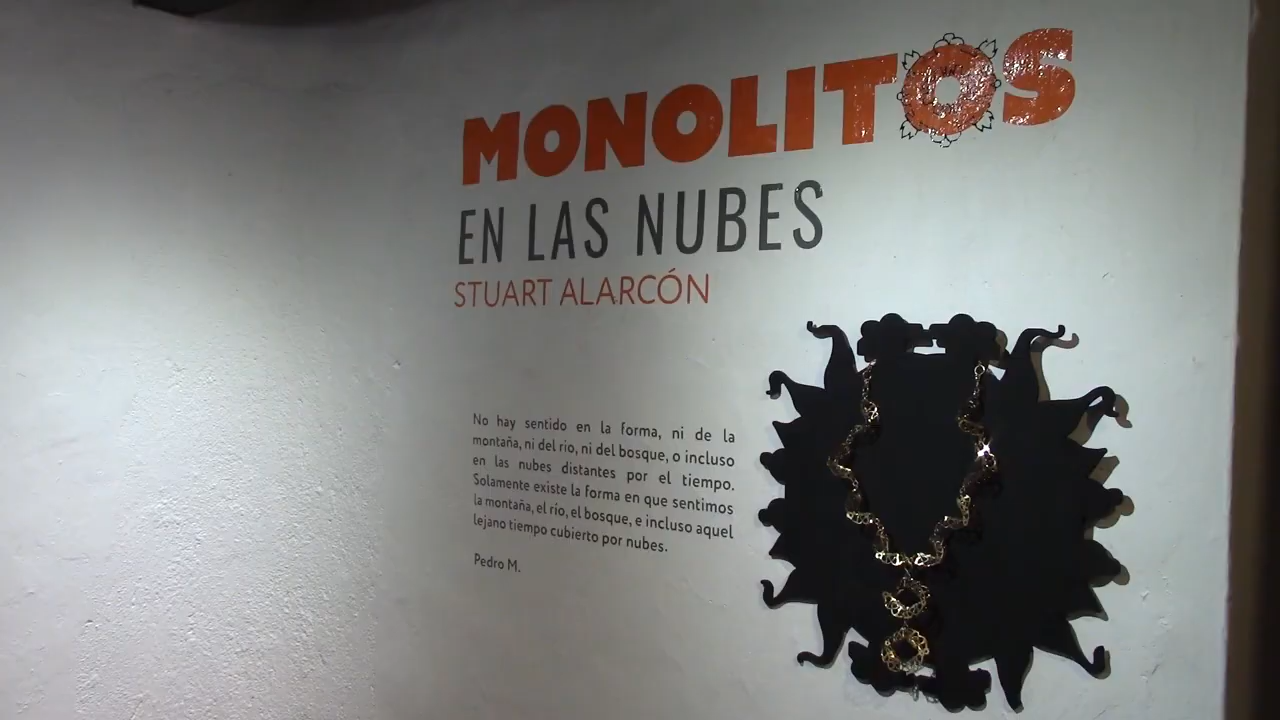 MONOLITOS
EN LAS NUBES
STUART ALARCÓN
No hay sentido en la forma, ni de la
montaña, ni del rio, ni del bosque, o incluso
en las nubes distantes por el tiempo.
Solamente existe la forma en que sentimos
la montaña, el rio, el bosque, e incluso aquel
lejano tiempo cubierto por nubes.
Pedro M.